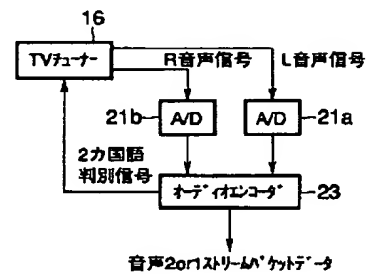 16
TVチューナー
R音声信号
L音声信号
21b
A/D
A/D
21a
2カ国語
判別信号
オーディオエンコーダ
23
音声2or1ストリームパケットデータ